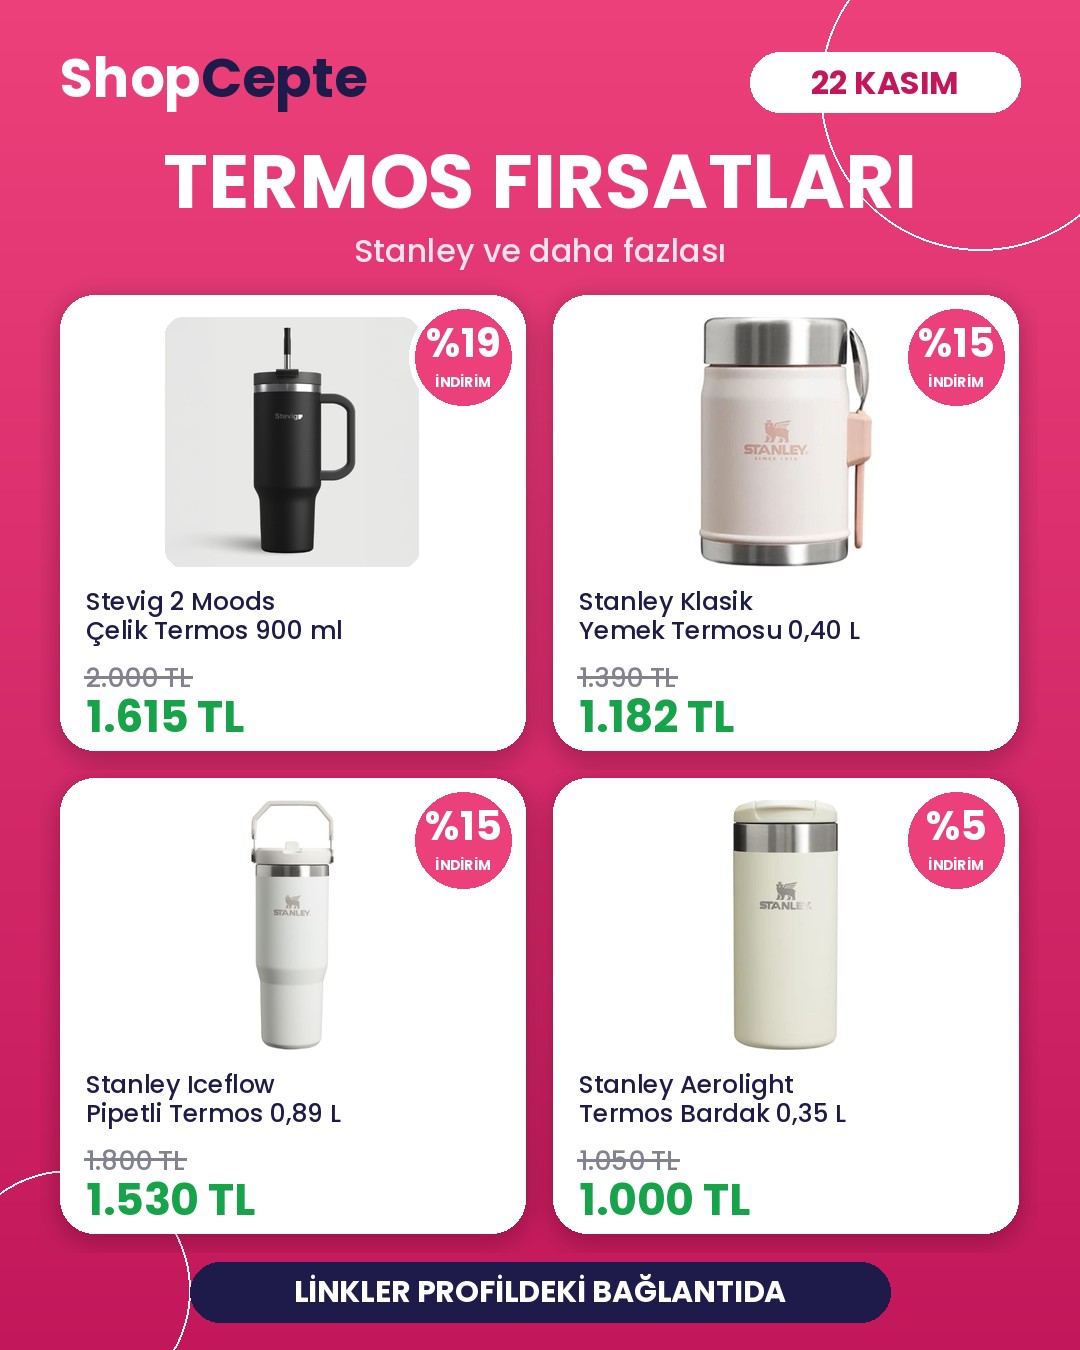 ShopCepte
22 KASIM
TERMOS FIRSATLARI
Stanley ve daha fazlası
%19
İNDİRİM
Stevig
Stevig 2 Moods
Çelik Termos 900 ml
2.000 TL
1.615 TL
%15
İNDİRİM
STANLEY
SINCE 1913
Stanley Klasik
Yemek Termosu 0,40 L
1.390 TL
1.182 TL
%15
İNDİRİM
STANLEY
Stanley Iceflow
Pipetli Termos 0,89 L
1.800 TL
1.530 TL
%5
İNDİRİM
STANLEY
Stanley Aerolight
Termos Bardak 0,35 L
1.050 TL
1.000 TL
LİNKLER PROFİLDEKİ BAĞLANTIDA